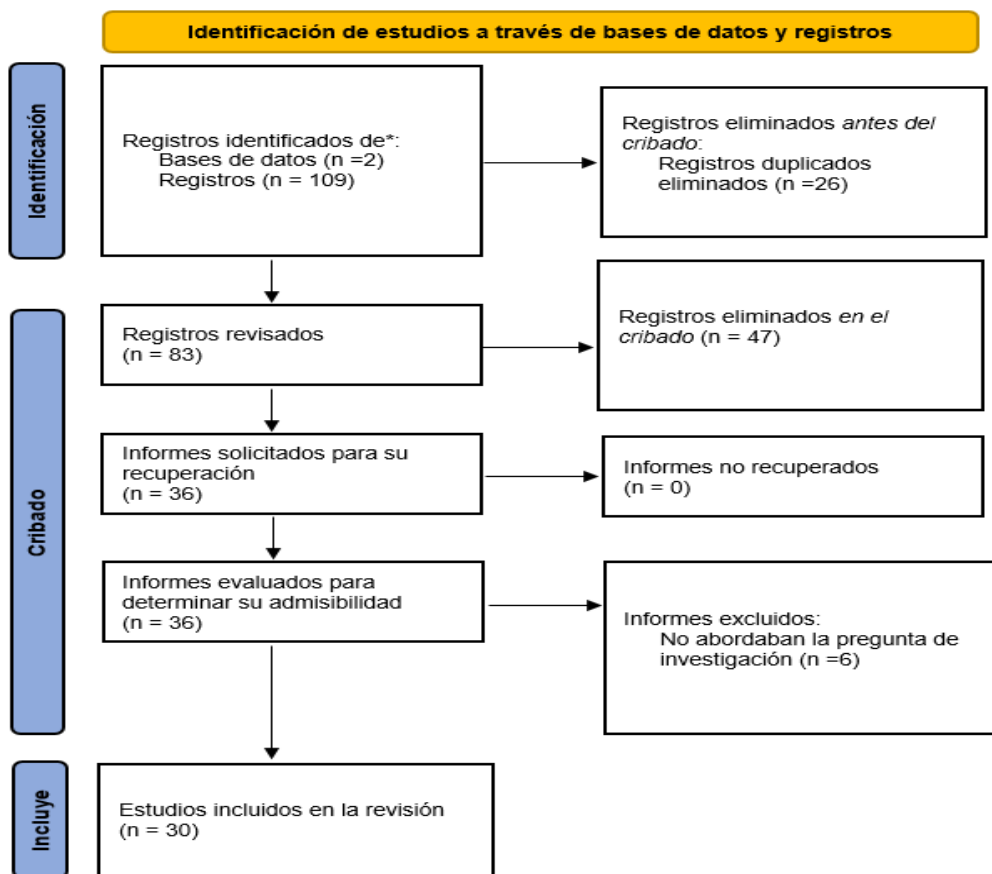 Identificación de estudios a través de bases de datos y registros
Identificación
Registros identificados de*:
Bases de datos (n =2)
Registros (n = 109)
Registros eliminados antes del
cribado:
Registros duplicados
eliminados (n =26)
Cribado
Registros revisados
(n = 83)
Registros eliminados en el
cribado (n = 47)
Informes solicitados para su
recuperación
(n = 36)
Informes no recuperados
(n = 0)
Informes evaluados para
determinar su admisibilidad
(n = 36)
Informes excluidos:
No abordaban la pregunta de
investigación (n =6)
Incluye
Estudios incluidos en la revisión
(n = 30)